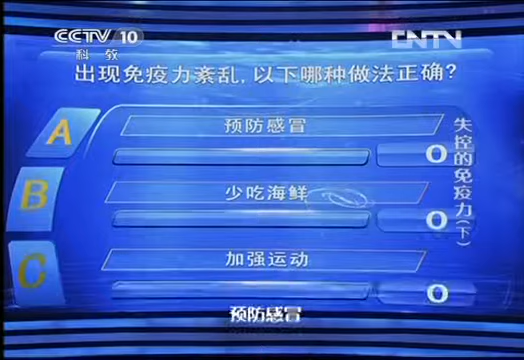 CCTV 10
科教
CNTV
出现免疫力紊乱,以下哪种做法正确?
A
预防感冒
0
B
少吃海鲜
0
C
加强运动
0
失控的免疫力(下)
预防感冒